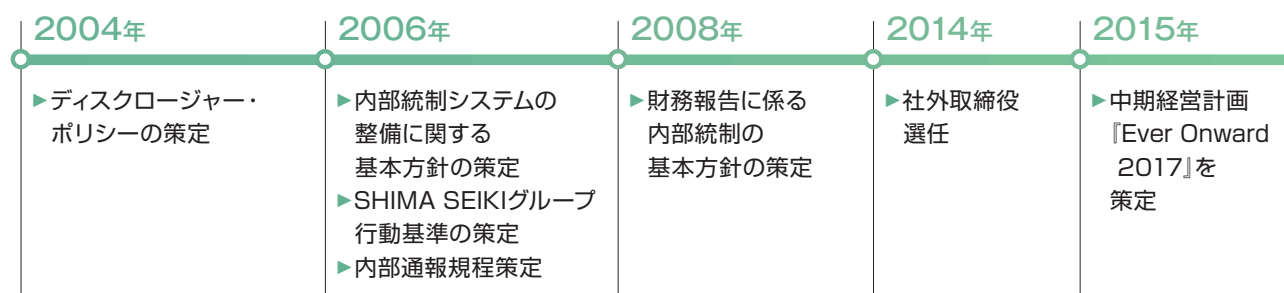 2004年
▶ディスクロージャー・
ポリシーの策定
2006年
▶内部統制システムの
整備に関する
基本方針の策定
▶SHIMA SEIKIグループ
行動基準の策定
▶内部通報規程策定
2008年
▶財務報告に係る
内部統制の
基本方針の策定
2014年
▶社外取締役
選任
2015年
▶中期経営計画
『Ever Onward
2017』を
策定